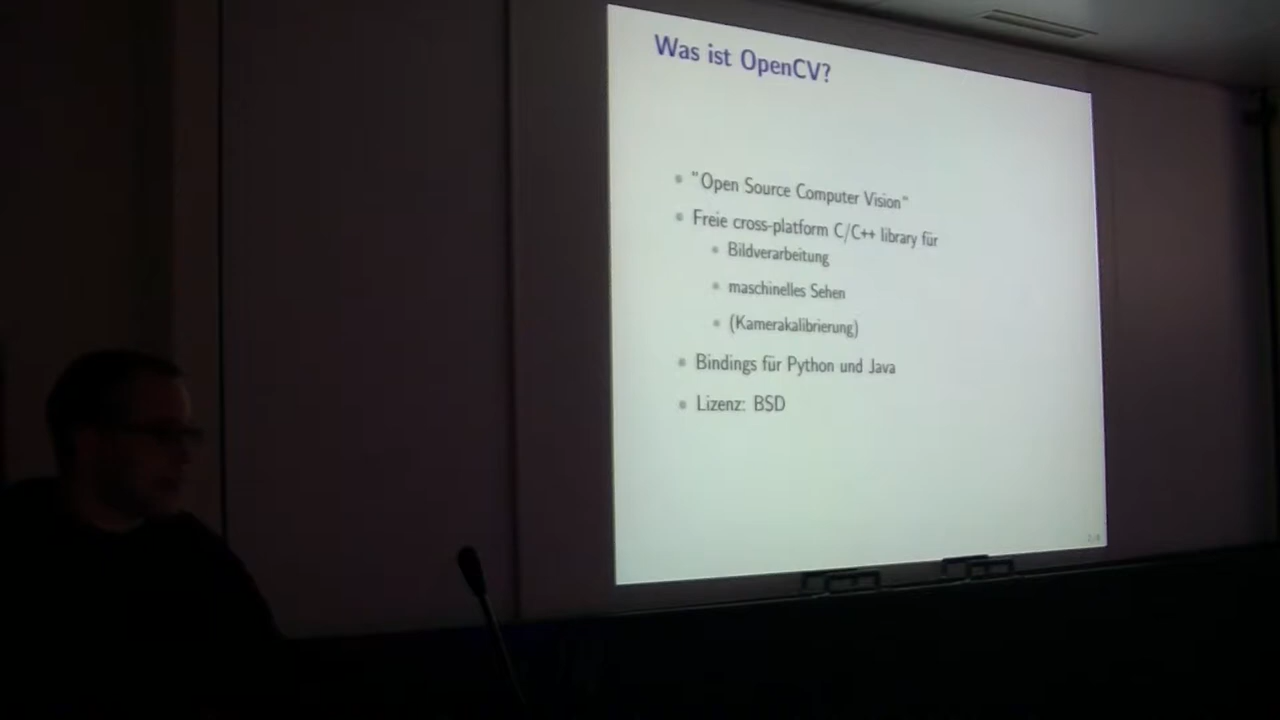 Was ist OpenCV?
"Open Source Computer Vision"
Freie cross-platform C/C++ library für
Bildverarbeitung
maschinelles Sehen
(Kamerakalibrierung)
Bindings für Python und Java
Lizenz: BSD